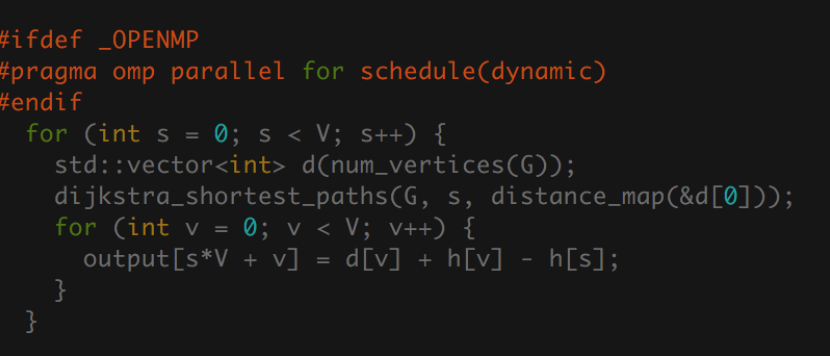 #ifdef _OPENMP
#pragma omp parallel for schedule(dynamic)
#endif
for (int s = 0; s < V; s++) {
std::vector<int> d(num_vertices(G));
dijkstra_shortest_paths(G, s, distance_map(&d[0]));
for (int v = 0; v < V; v++) {
output[s*V + v] = d[v] + h[v] - h[s];
}
}